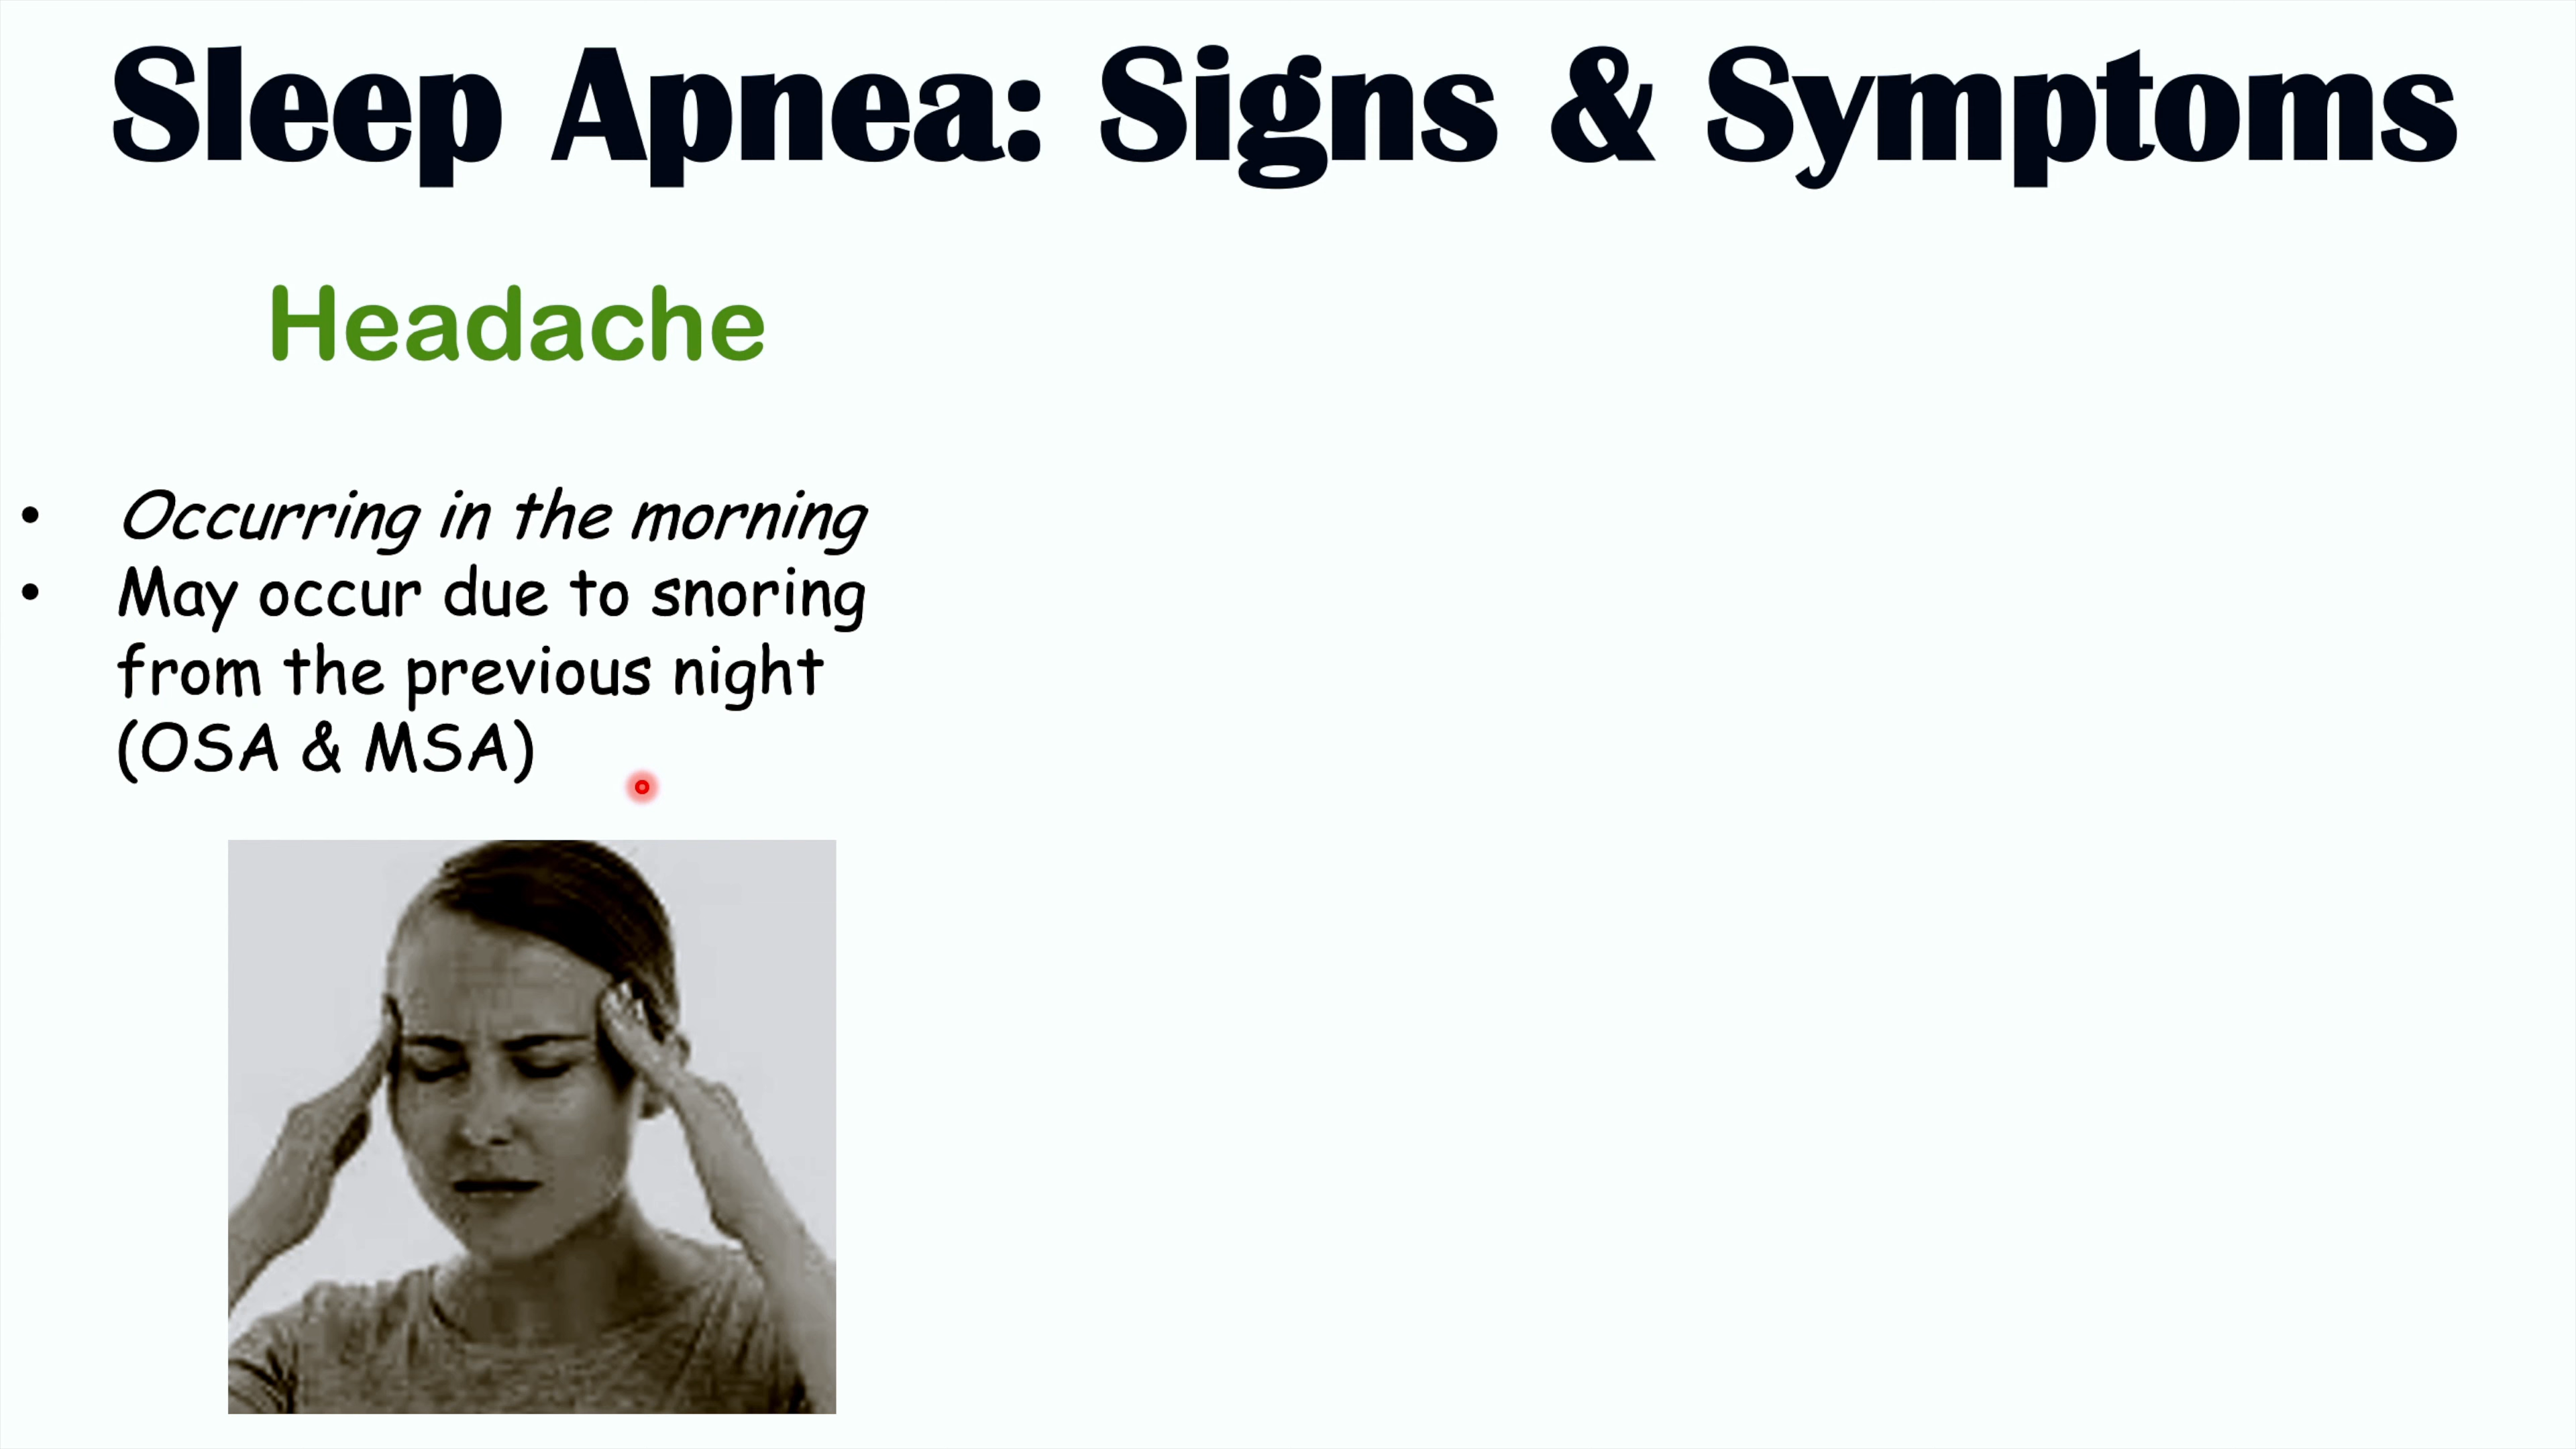 Sleep Apnea: Signs & Symptoms
Headache
• Occurring in the morning
• May occur due to snoring
from the previous night
(OSA & MSA)